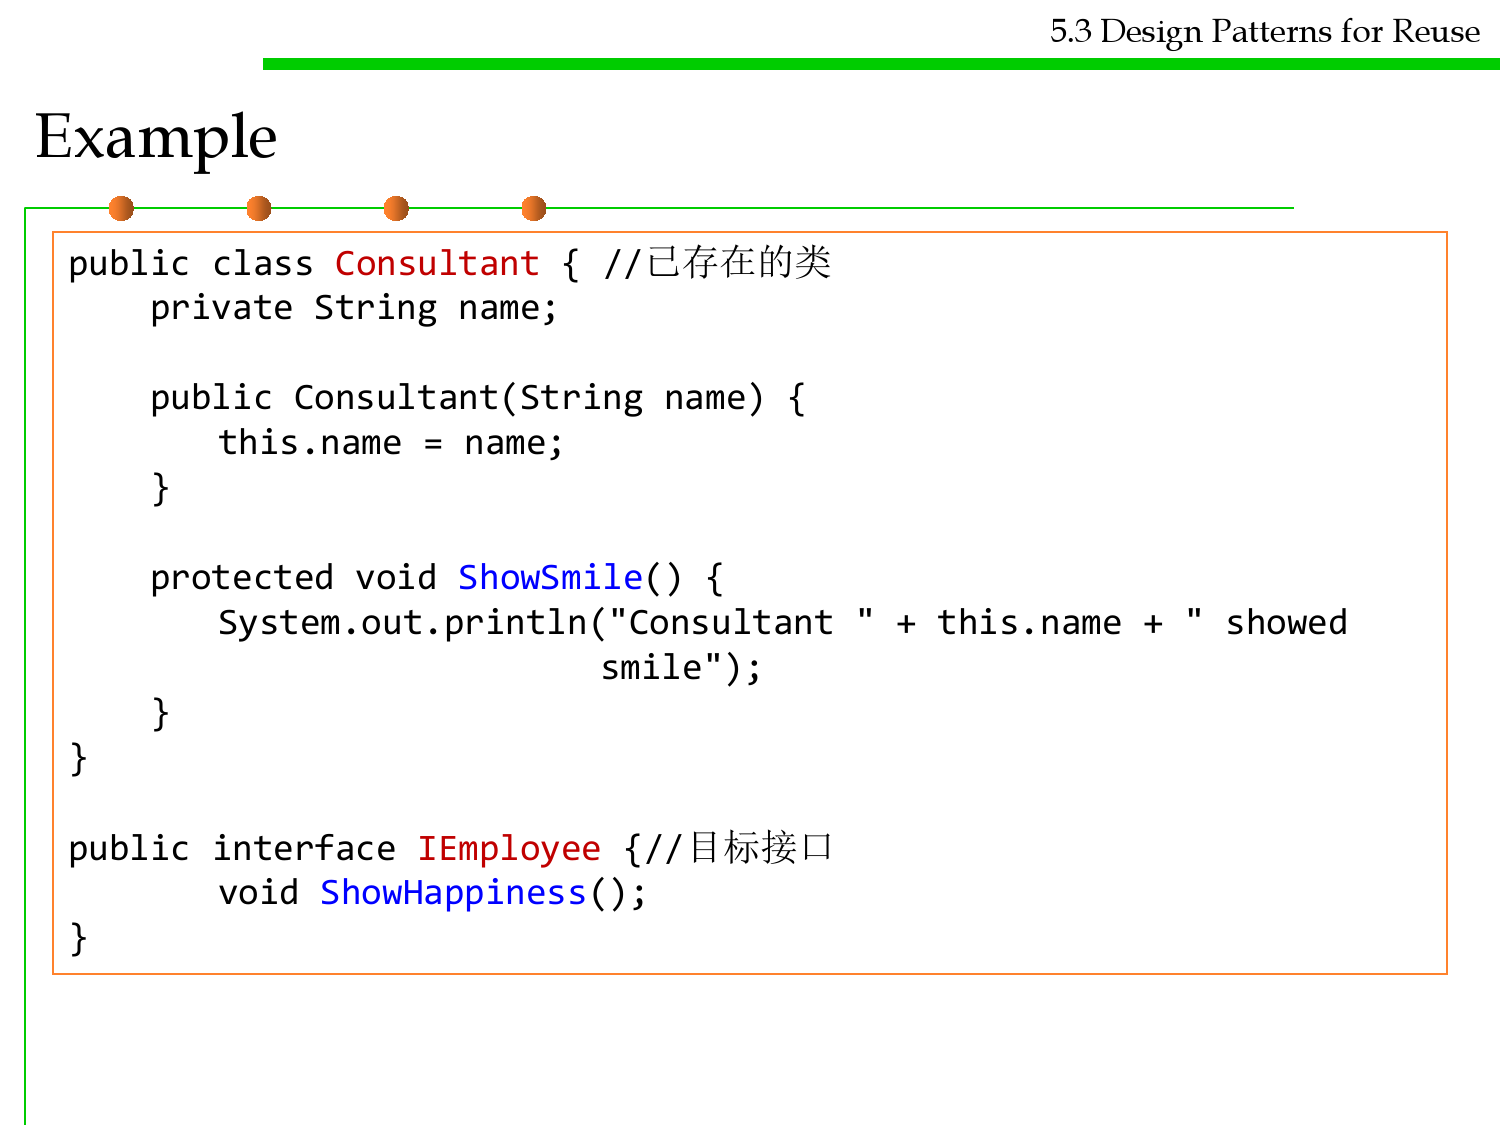 5.3 Design Patterns for Reuse
Example
public class Consultant { //已存在的类
    private String name;
    public Consultant(String name) {
        this.name = name;
    }
    protected void ShowSmile() {
        System.out.println("Consultant " + this.name + " showed
                           smile");
    }
}
public interface IEmployee {//目标接口
        void ShowHappiness();
}